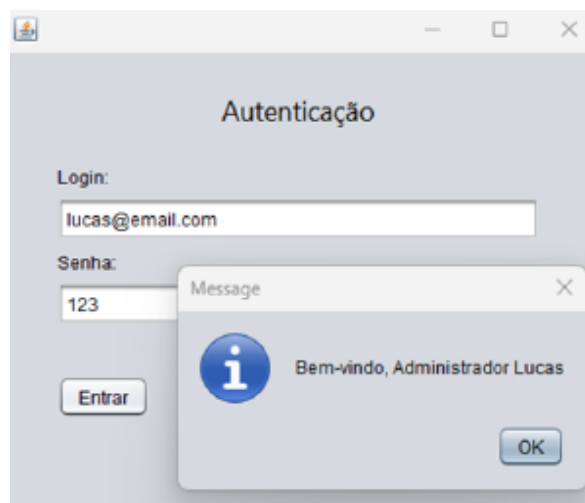 Autenticação
Login:
lucas@email.com
Senha:
123
Message
Bem-vindo, Administrador Lucas
Entrar
OK